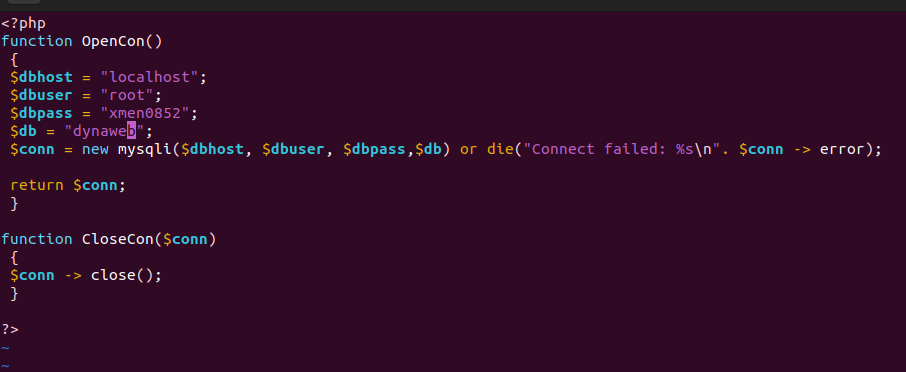 <?php
function OpenCon()
 {
 $dbhost = "localhost";
 $dbuser = "root";
 $dbpass = "xmen0852";
 $db = "dynaweb";
 $conn = new mysqli($dbhost, $dbuser, $dbpass,$db) or die("Connect failed: %s\n". $conn -> error);

 return $conn;
 }

function CloseCon($conn)
 {
 $conn -> close();
 }

?>
~
~